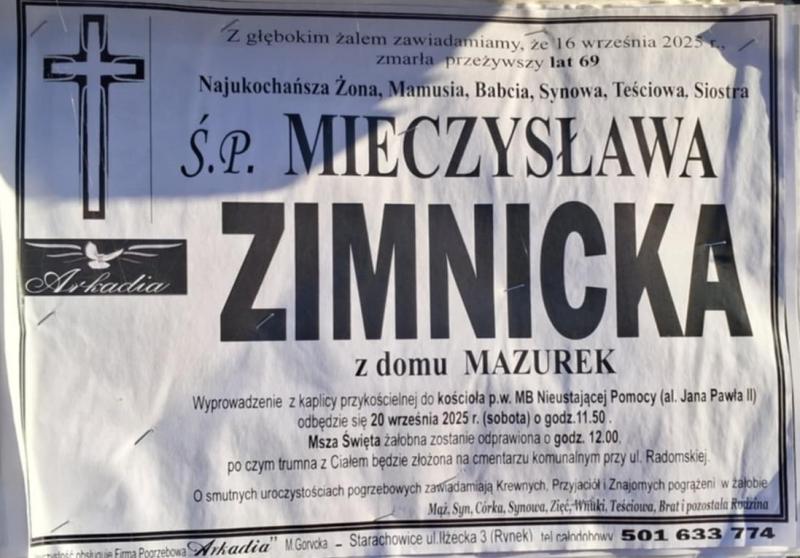 Z głębokim żalem zawiadamiamy, że 16 września 2025 r.,
zmarła przeżywszy lat 69
Najukochańsza Żona, Mamusia, Babcia, Synowa, Teściowa, Siostra
Ś.P. MIECZYSŁAWA
ZIMNICKA
Arkadia
z domu MAZUREK
Wyprowadzenie z kaplicy przykościelnej do kościoła p.w. MB Nieustającej Pomocy (al. Jana Pawła II)
odbędzie się 20 września 2025 r. (sobota) o godz.11.50 .
Msza Święta żałobna zostanie odprawiona o godz. 12.00,
po czym trumna z Ciałem będzie złożona na cmentarzu komunalnym przy ul. Radomskiej.
O smutnych uroczystościach pogrzebowych zawiadamiają Krewnych, Przyjaciół i Znajomych pogrążeni w żałobie
Mąż, Syn, Córka, Synowa, Zięć, Wnuki, Teściowa, Brat i pozostała Rodzina
obsługuje Firma Pogrzebowa "Arkadia" M.Gorycka – Starachowice ul.Iłżecka 3 (Rynek) tel.całodobowy 501 633 774